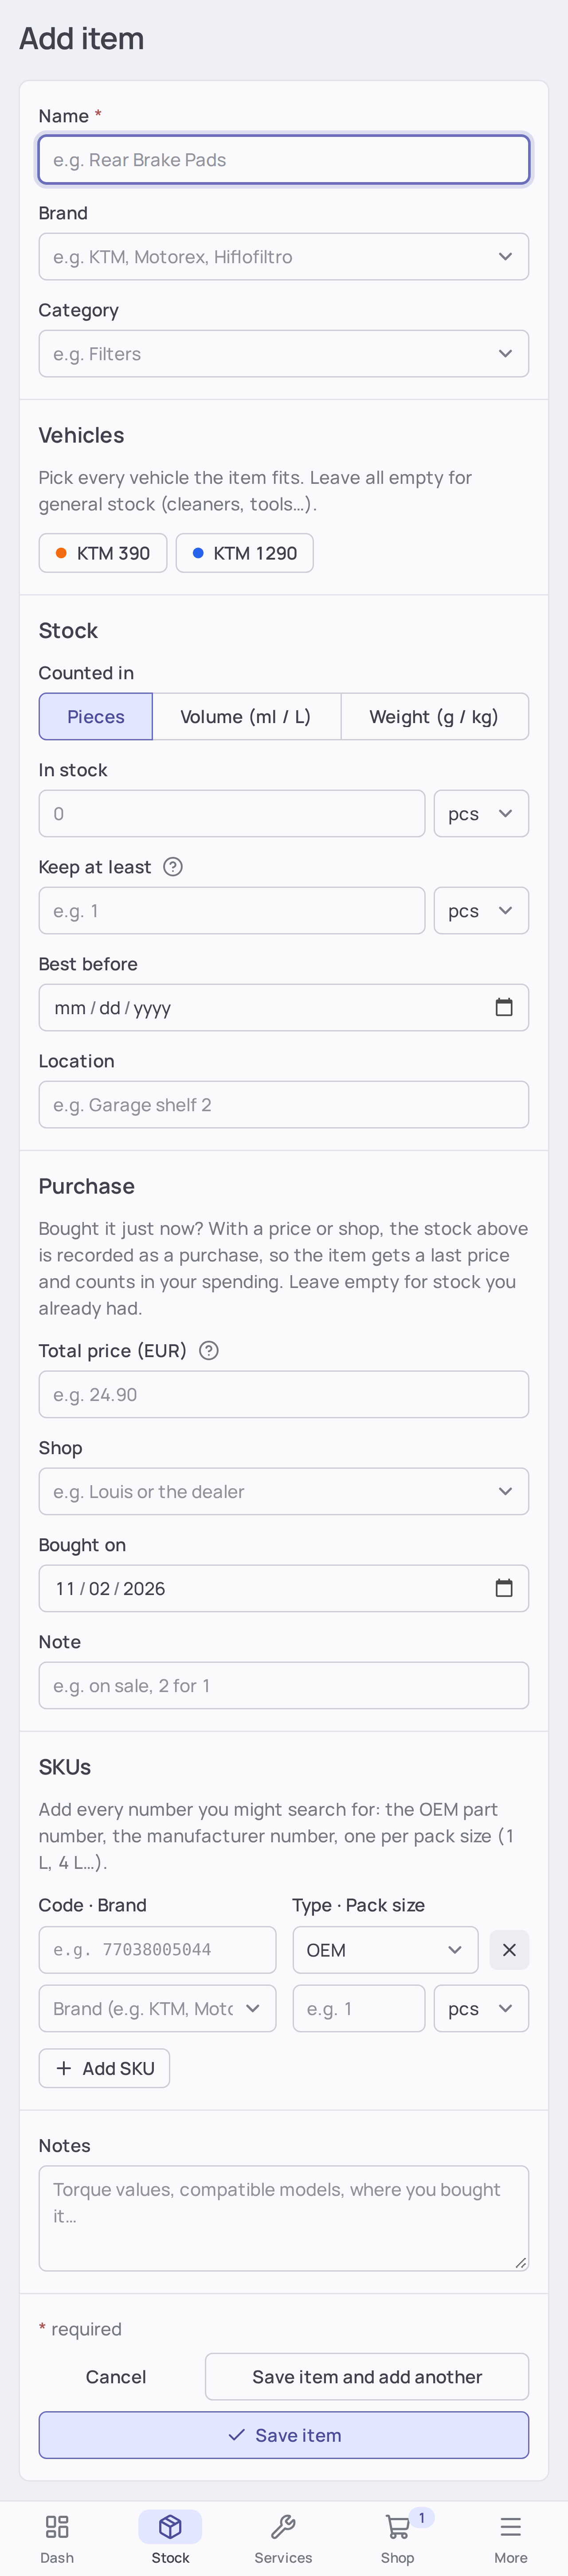 Add item
Name *
e.g. Rear Brake Pads
Brand
e.g. KTM, Motorex, Hiflofiltro
Category
e.g. Filters
Vehicles
Pick every vehicle the item fits. Leave all empty for
general stock (cleaners, tools…).
KTM 390
KTM 1290
Stock
Counted in
Pieces
Volume (ml / L)
Weight (g / kg)
In stock
0
pcs
Keep at least
e.g. 1
pcs
Best before
mm/dd/yyyy
Location
e.g. Garage shelf 2
Purchase
Bought it just now? With a price or shop, the stock above
is recorded as a purchase, so the item gets a last price
and counts in your spending. Leave empty for stock you
already had.
Total price (EUR)
e.g. 24.90
Shop
e.g. Louis or the dealer
Bought on
11/02/2026
Note
e.g. on sale, 2 for 1
SKUs
Add every number you might search for: the OEM part
number, the manufacturer number, one per pack size (1
L, 4 L…).
Code · Brand
Type · Pack size
e.g. 77038005044
OEM
Brand (e.g. KTM, Moto
e.g. 1
pcs
Add SKU
Notes
Torque values, compatible models, where you bought
it…
* required
Cancel
Save item and add another
Save item
1
Dash
Stock
Services
Shop
More